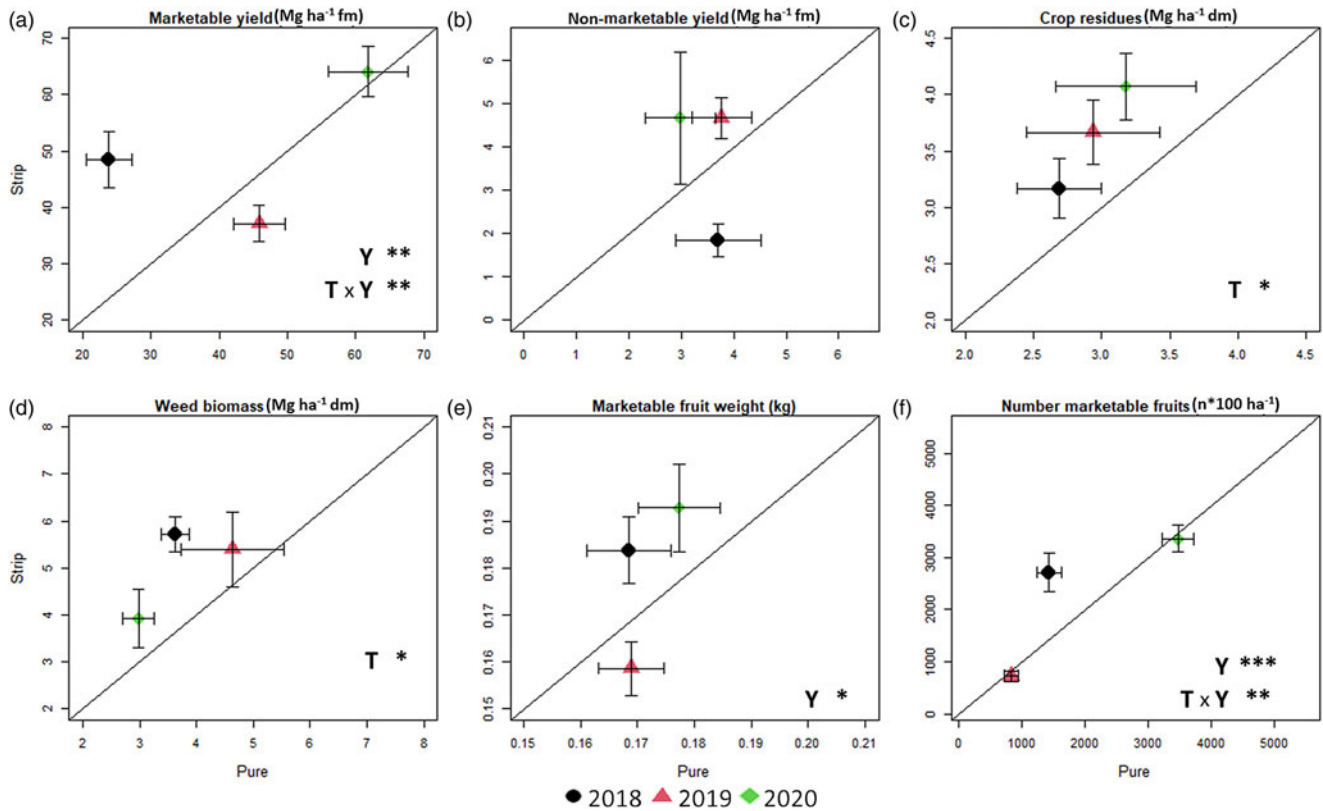 (a)
Marketable yield (Mg ha⁻¹ fm)
70
60
50
40
30
20
Strip
20 30 40 50 60 70
Y **
T x Y **
(b)
Non-marketable yield (Mg ha⁻¹ fm)
6
5
4
3
2
1
0
0 1 2 3 4 5 6
(c)
Crop residues (Mg ha⁻¹ dm)
4.5
4.0
3.5
3.0
2.5
2.0
2.0 2.5 3.0 3.5 4.0 4.5
T *
(d)
Weed biomass (Mg ha⁻¹ dm)
8
7
6
5
4
3
2
Strip
2 3 4 5 6 7 8
Pure
T *
(e)
Marketable fruit weight (kg)
0.21
0.20
0.19
0.18
0.17
0.16
0.15
0.15 0.16 0.17 0.18 0.19 0.20 0.21
Pure
Y *
(f)
Number marketable fruits (n*100 ha⁻¹)
5000
4000
3000
2000
1000
0
0 1000 2000 3000 4000 5000
Pure
Y ***
T x Y **
2018 2019 2020